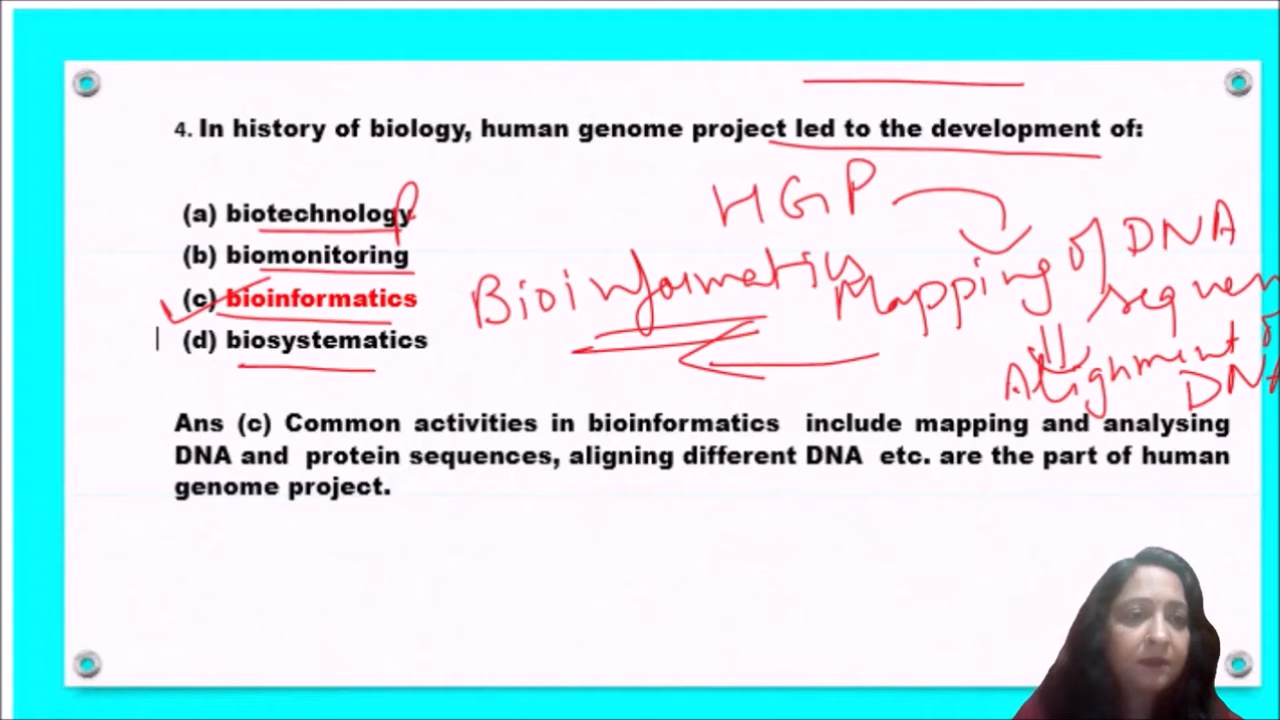 4. In history of biology, human genome project led to the development of:
(a) biotechnology
(b) biomonitoring
(c) bioinformatics
(d) biosystematics
HGP
Bioinformatics
Mapping of DNA
Alignment of
DNA
Ans (c) Common activities in bioinformatics include mapping and analysing
DNA and protein sequences, aligning different DNA etc. are the part of human
genome project.